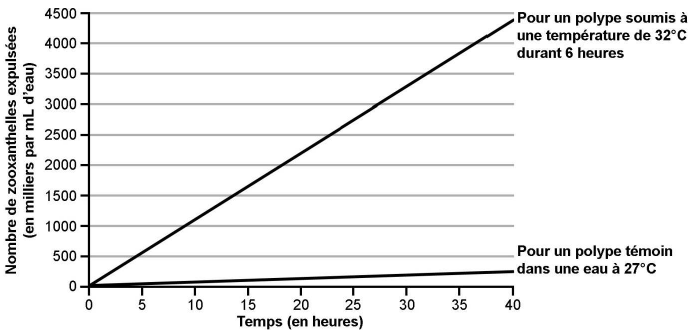 4500
4000
3500
3000
2500
2000
1500
1000
500
0
Nombre de zooxanthelles expulsées
(en milliers par mL d'eau)
Pour un polype soumis à
une température de 32°C
durant 6 heures
Pour un polype témoin
dans une eau à 27°C
0 5 10 15 20 25 30 35 40
Temps (en heures)